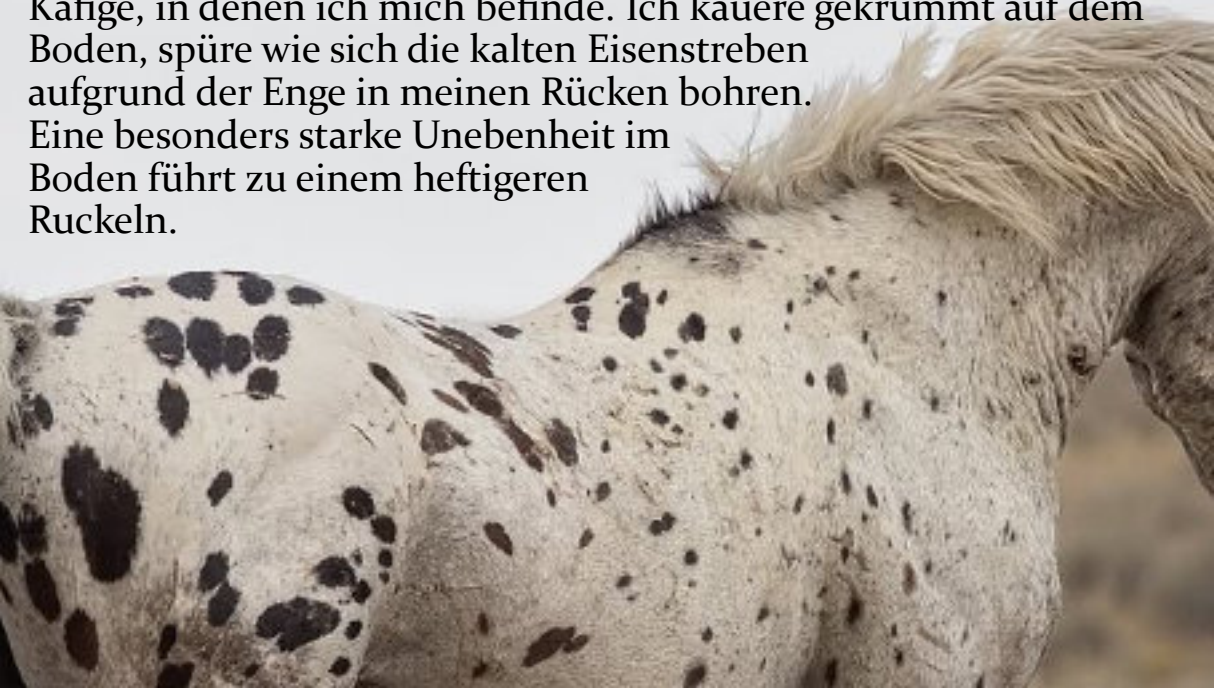 Käfige, in denen ich mich befinde. Ich kauere gekrümmt auf dem
Boden, spüre wie sich die kalten Eisenstreben
aufgrund der Enge in meinen Rücken bohren.
Eine besonders starke Unebenheit im
Boden führt zu einem heftigeren
Ruckeln.